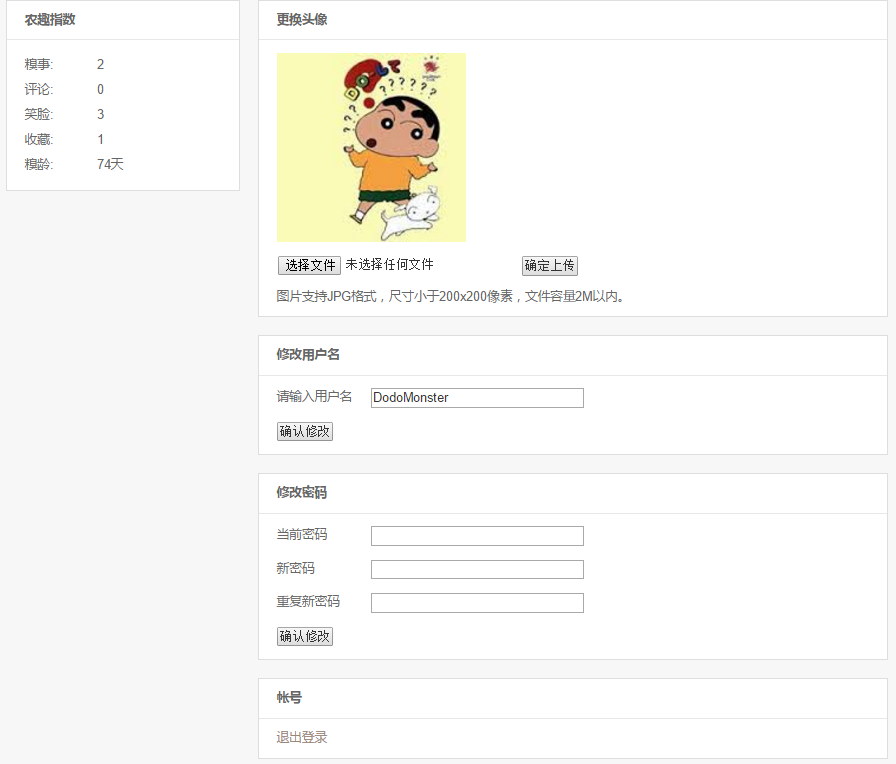 农趣指数
糗事: 2
评论: 0
笑脸: 3
收藏: 1
糗龄: 74天
更换头像
选择文件 未选择任何文件 确定上传
图片支持JPG格式，尺寸小于200x200像素，文件容量2M以内。
修改用户名
请输入用户名 DodoMonster
确认修改
修改密码
当前密码
新密码
重复新密码
确认修改
帐号
退出登录